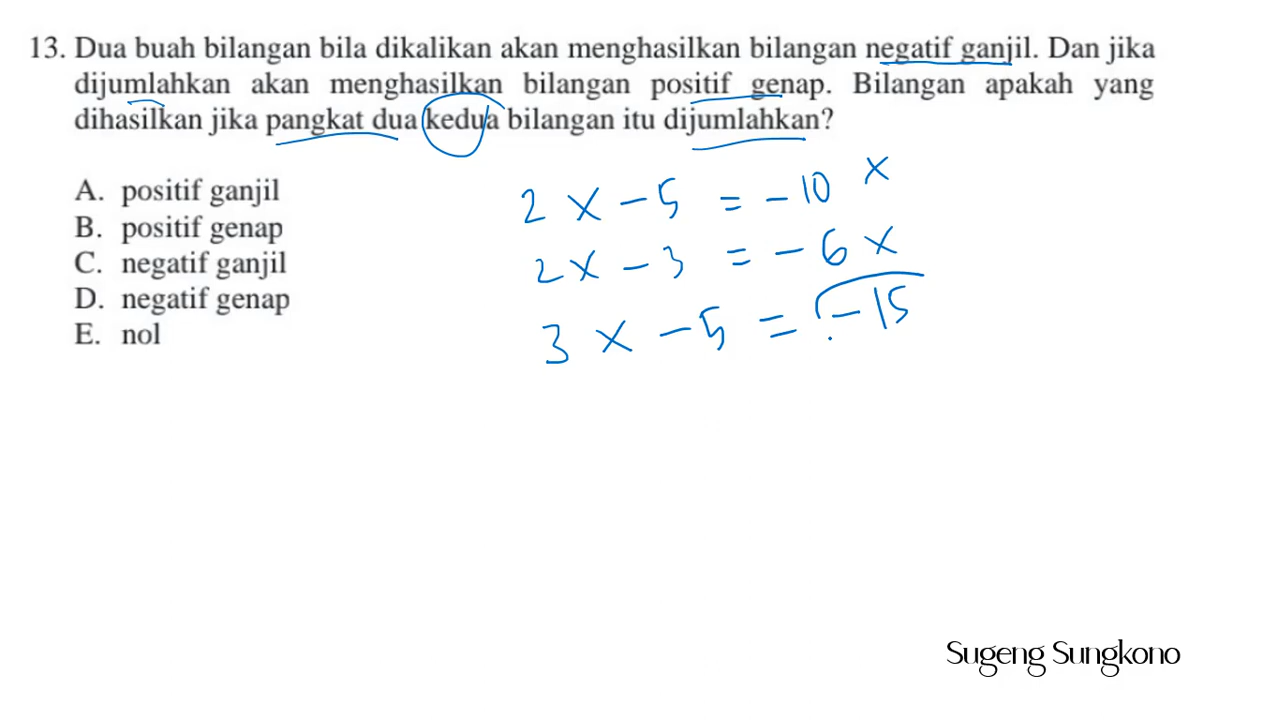 13. Dua buah bilangan bila dikalikan akan menghasilkan bilangan negatif ganjil. Dan jika
dijumlahkan akan menghasilkan bilangan positif genap. Bilangan apakah yang
dihasilkan jika pangkat dua kedua bilangan itu dijumlahkan?
A. positif ganjil
B. positif genap
C. negatif ganjil
D. negatif genap
E. nol
2 x -5 = -10 x
2 x -3 = -6 x
3 x -5 = -15
Sugeng Sungkono